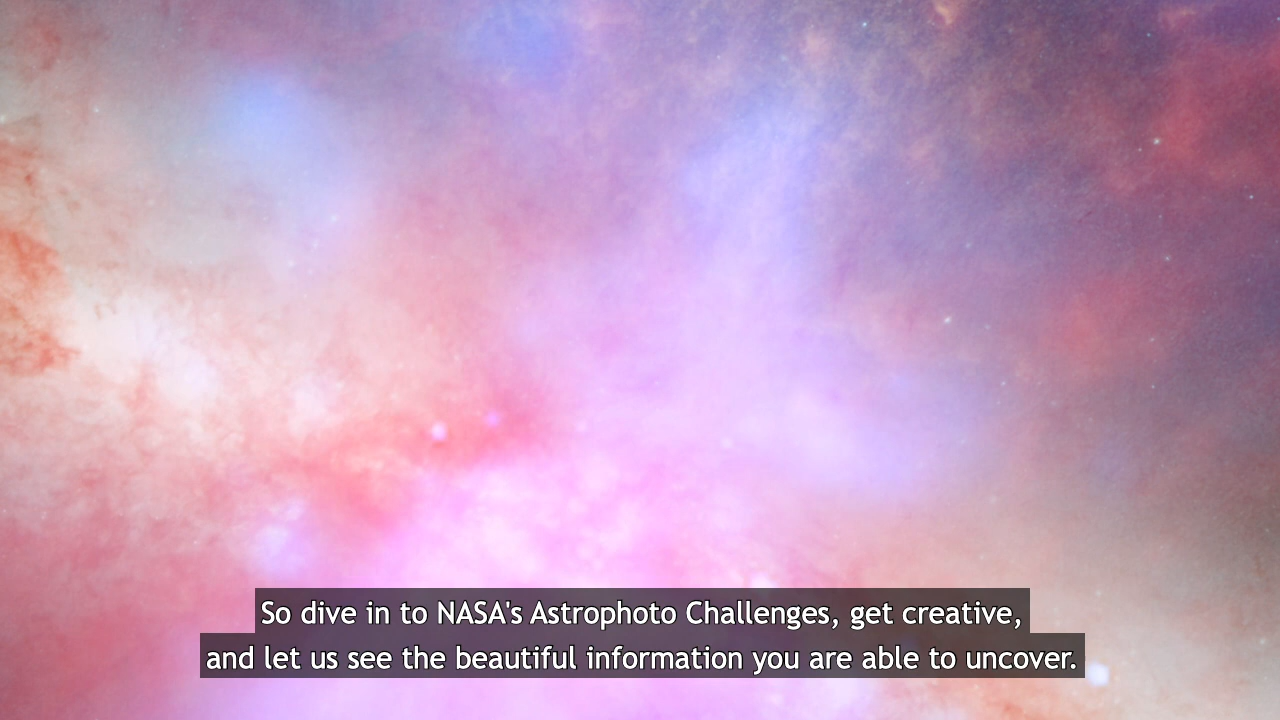 So dive in to NASA's Astrophoto Challenges, get creative,
and let us see the beautiful information you are able to uncover.